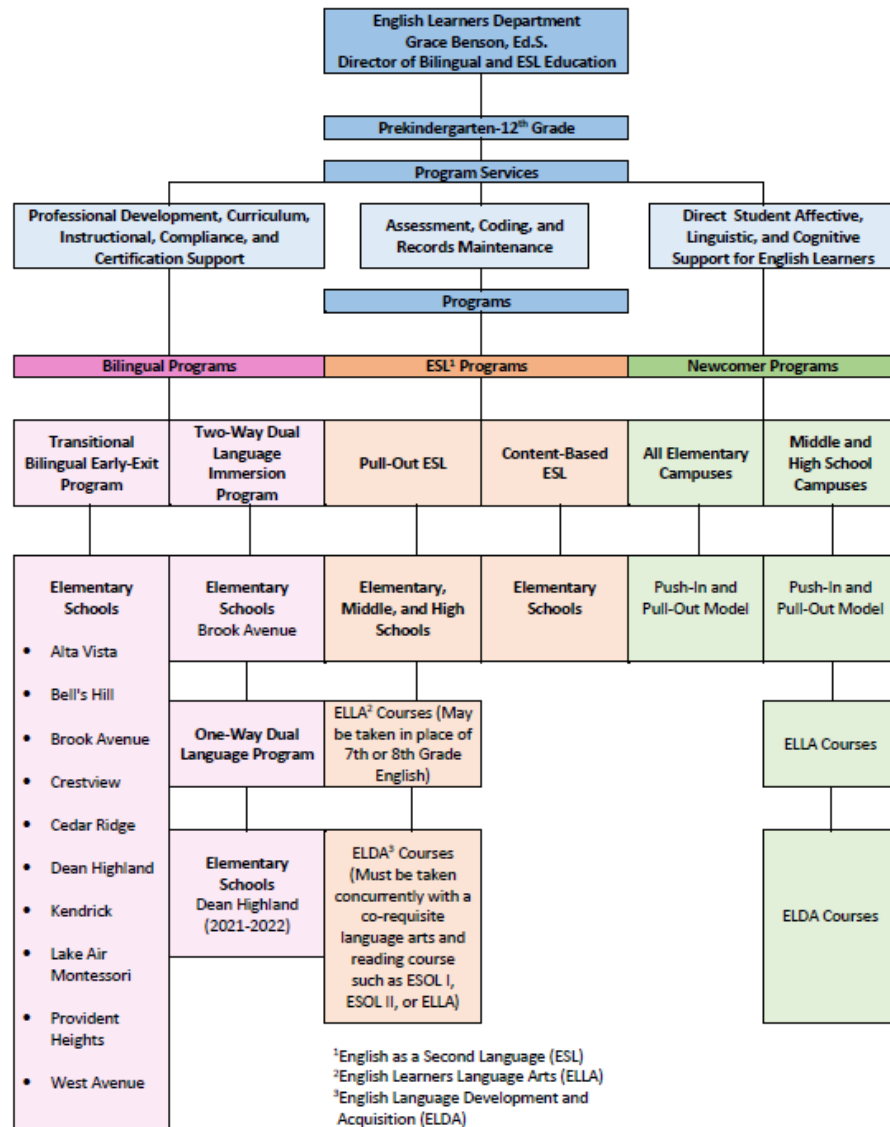 English Learners Department
Grace Benson, Ed.S.
Director of Bilingual and ESL Education
Prekindergarten-12th Grade
Program Services
Professional Development, Curriculum,
Instructional, Compliance, and
Certification Support
Assessment, Coding, and
Records Maintenance
Direct Student Affective,
Linguistic, and Cognitive
Support for English Learners
Programs
Bilingual Programs
ESL¹ Programs
Newcomer Programs
Transitional
Bilingual Early-Exit
Program
Two-Way Dual
Language
Immersion
Program
Pull-Out ESL
Content-Based
ESL
All Elementary
Campuses
Middle and
High School
Campuses
Elementary
Schools
• Alta Vista
• Bell's Hill
• Brook Avenue
• Crestview
• Cedar Ridge
• Dean Highland
• Kendrick
• Lake Air
Montessori
• Provident
Heights
• West Avenue
Elementary
Schools
Brook Avenue
One-Way Dual
Language Program
Elementary
Schools
Dean Highland
(2021-2022)
Elementary,
Middle, and High
Schools
ELLA² Courses (May
be taken in place of
7th or 8th Grade
English)
ELDA³ Courses
(Must be taken
concurrently with a
co-requisite
language arts and
reading course
such as ESOL I,
ESOL II, or ELLA)
Elementary
Schools
Push-In and
Pull-Out Model
Push-In and
Pull-Out Model
ELLA Courses
ELDA Courses
¹English as a Second Language (ESL)
²English Learners Language Arts (ELLA)
³English Language Development and
Acquisition (ELDA)